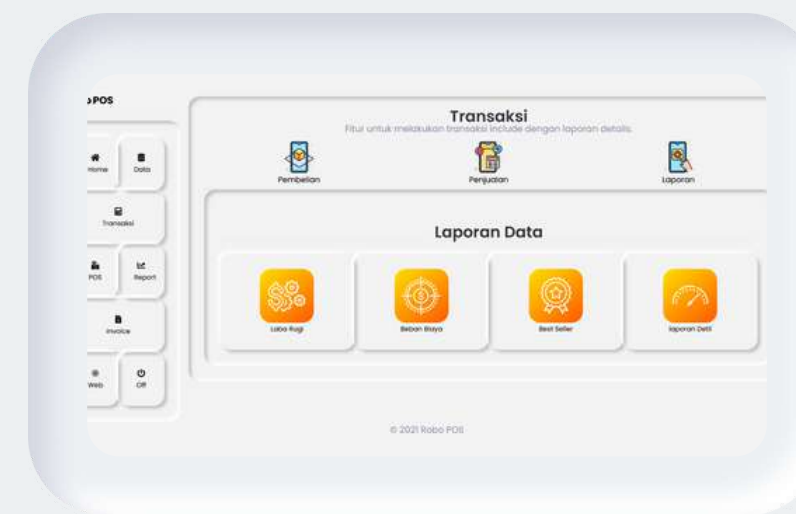 o POS
Home
Data
Transaksi
POS
Report
Invoice
Web
Off
Transaksi
Fitur untuk melakukan transaksi include dengan laporan details.
Pembelian
Penjualan
Laporan
Laporan Data
Laba Rugi
Beban Biaya
Best Seller
laporan Detil
© 2021 Robo POS